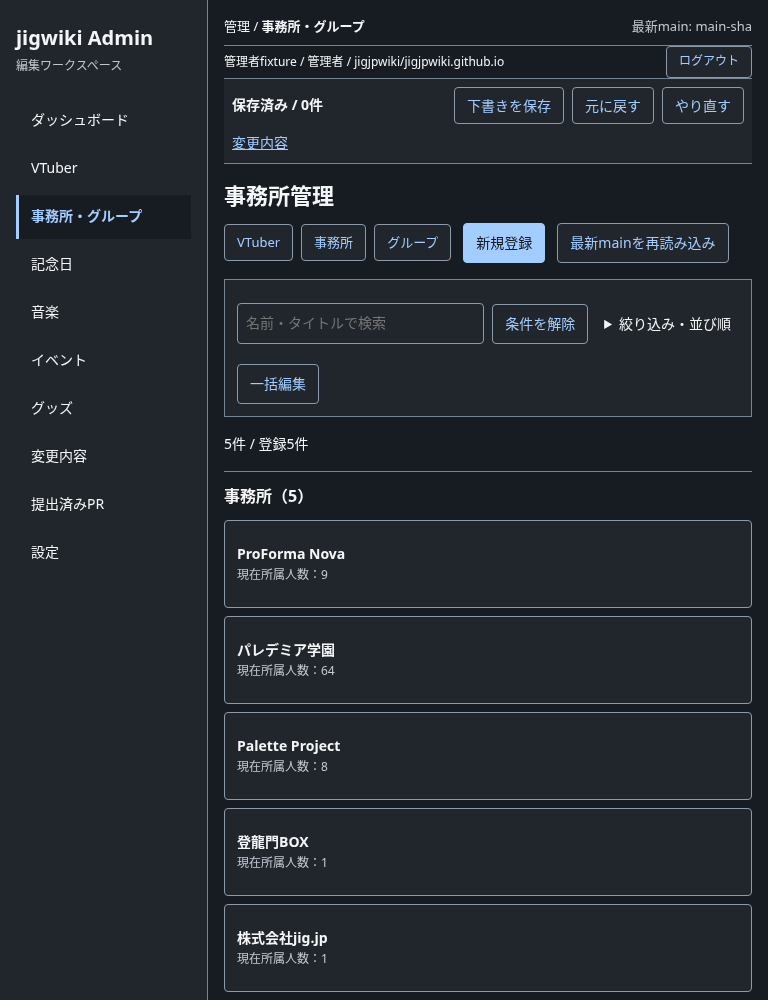 jigwiki Admin
編集ワークスペース
ダッシュボード
VTuber
事務所・グループ
記念日
音楽
イベント
グッズ
変更内容
提出済みPR
設定
管理 / 事務所・グループ
最新main: main-sha
管理者fixture / 管理者 / jigjpwiki/jigjpwiki.github.io
ログアウト
保存済み / 0件
下書きを保存
元に戻す
やり直す
変更内容
事務所管理
VTuber
事務所
グループ
新規登録
最新mainを再読み込み
名前・タイトルで検索
条件を解除
▶ 絞り込み・並び順
一括編集
5件 / 登録5件
事務所（5）
ProForma Nova
現在所属人数：9
パレデミア学園
現在所属人数：64
Palette Project
現在所属人数：8
登龍門BOX
現在所属人数：1
株式会社jig.jp
現在所属人数：1